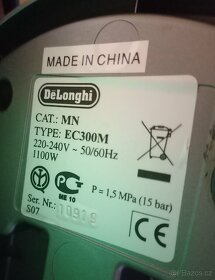 MADE IN CHINA
DeLonghi
CAT.: MN
TYPE: EC300M
220-240V ~ 50/60Hz
1100W
P = 1,5 MPa (15 bar)
ME 10
Ser. Nr.:
S07
CE